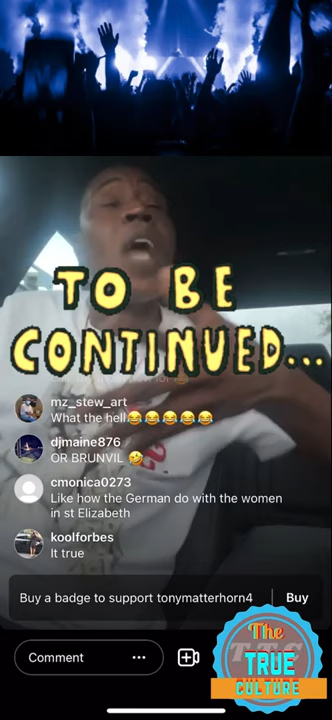 TO BE
CONTINUED...
mz_stew_art
What the hell😂😂😂😂😂
djmaine876
OR BRUNVIL 🤣
cmonica0273
Like how the German do with the women
in st Elizabeth
koolforbes
It true
Buy a badge to support tonymatterhorn4
Buy
Comment
The
TRUE
CULTURE